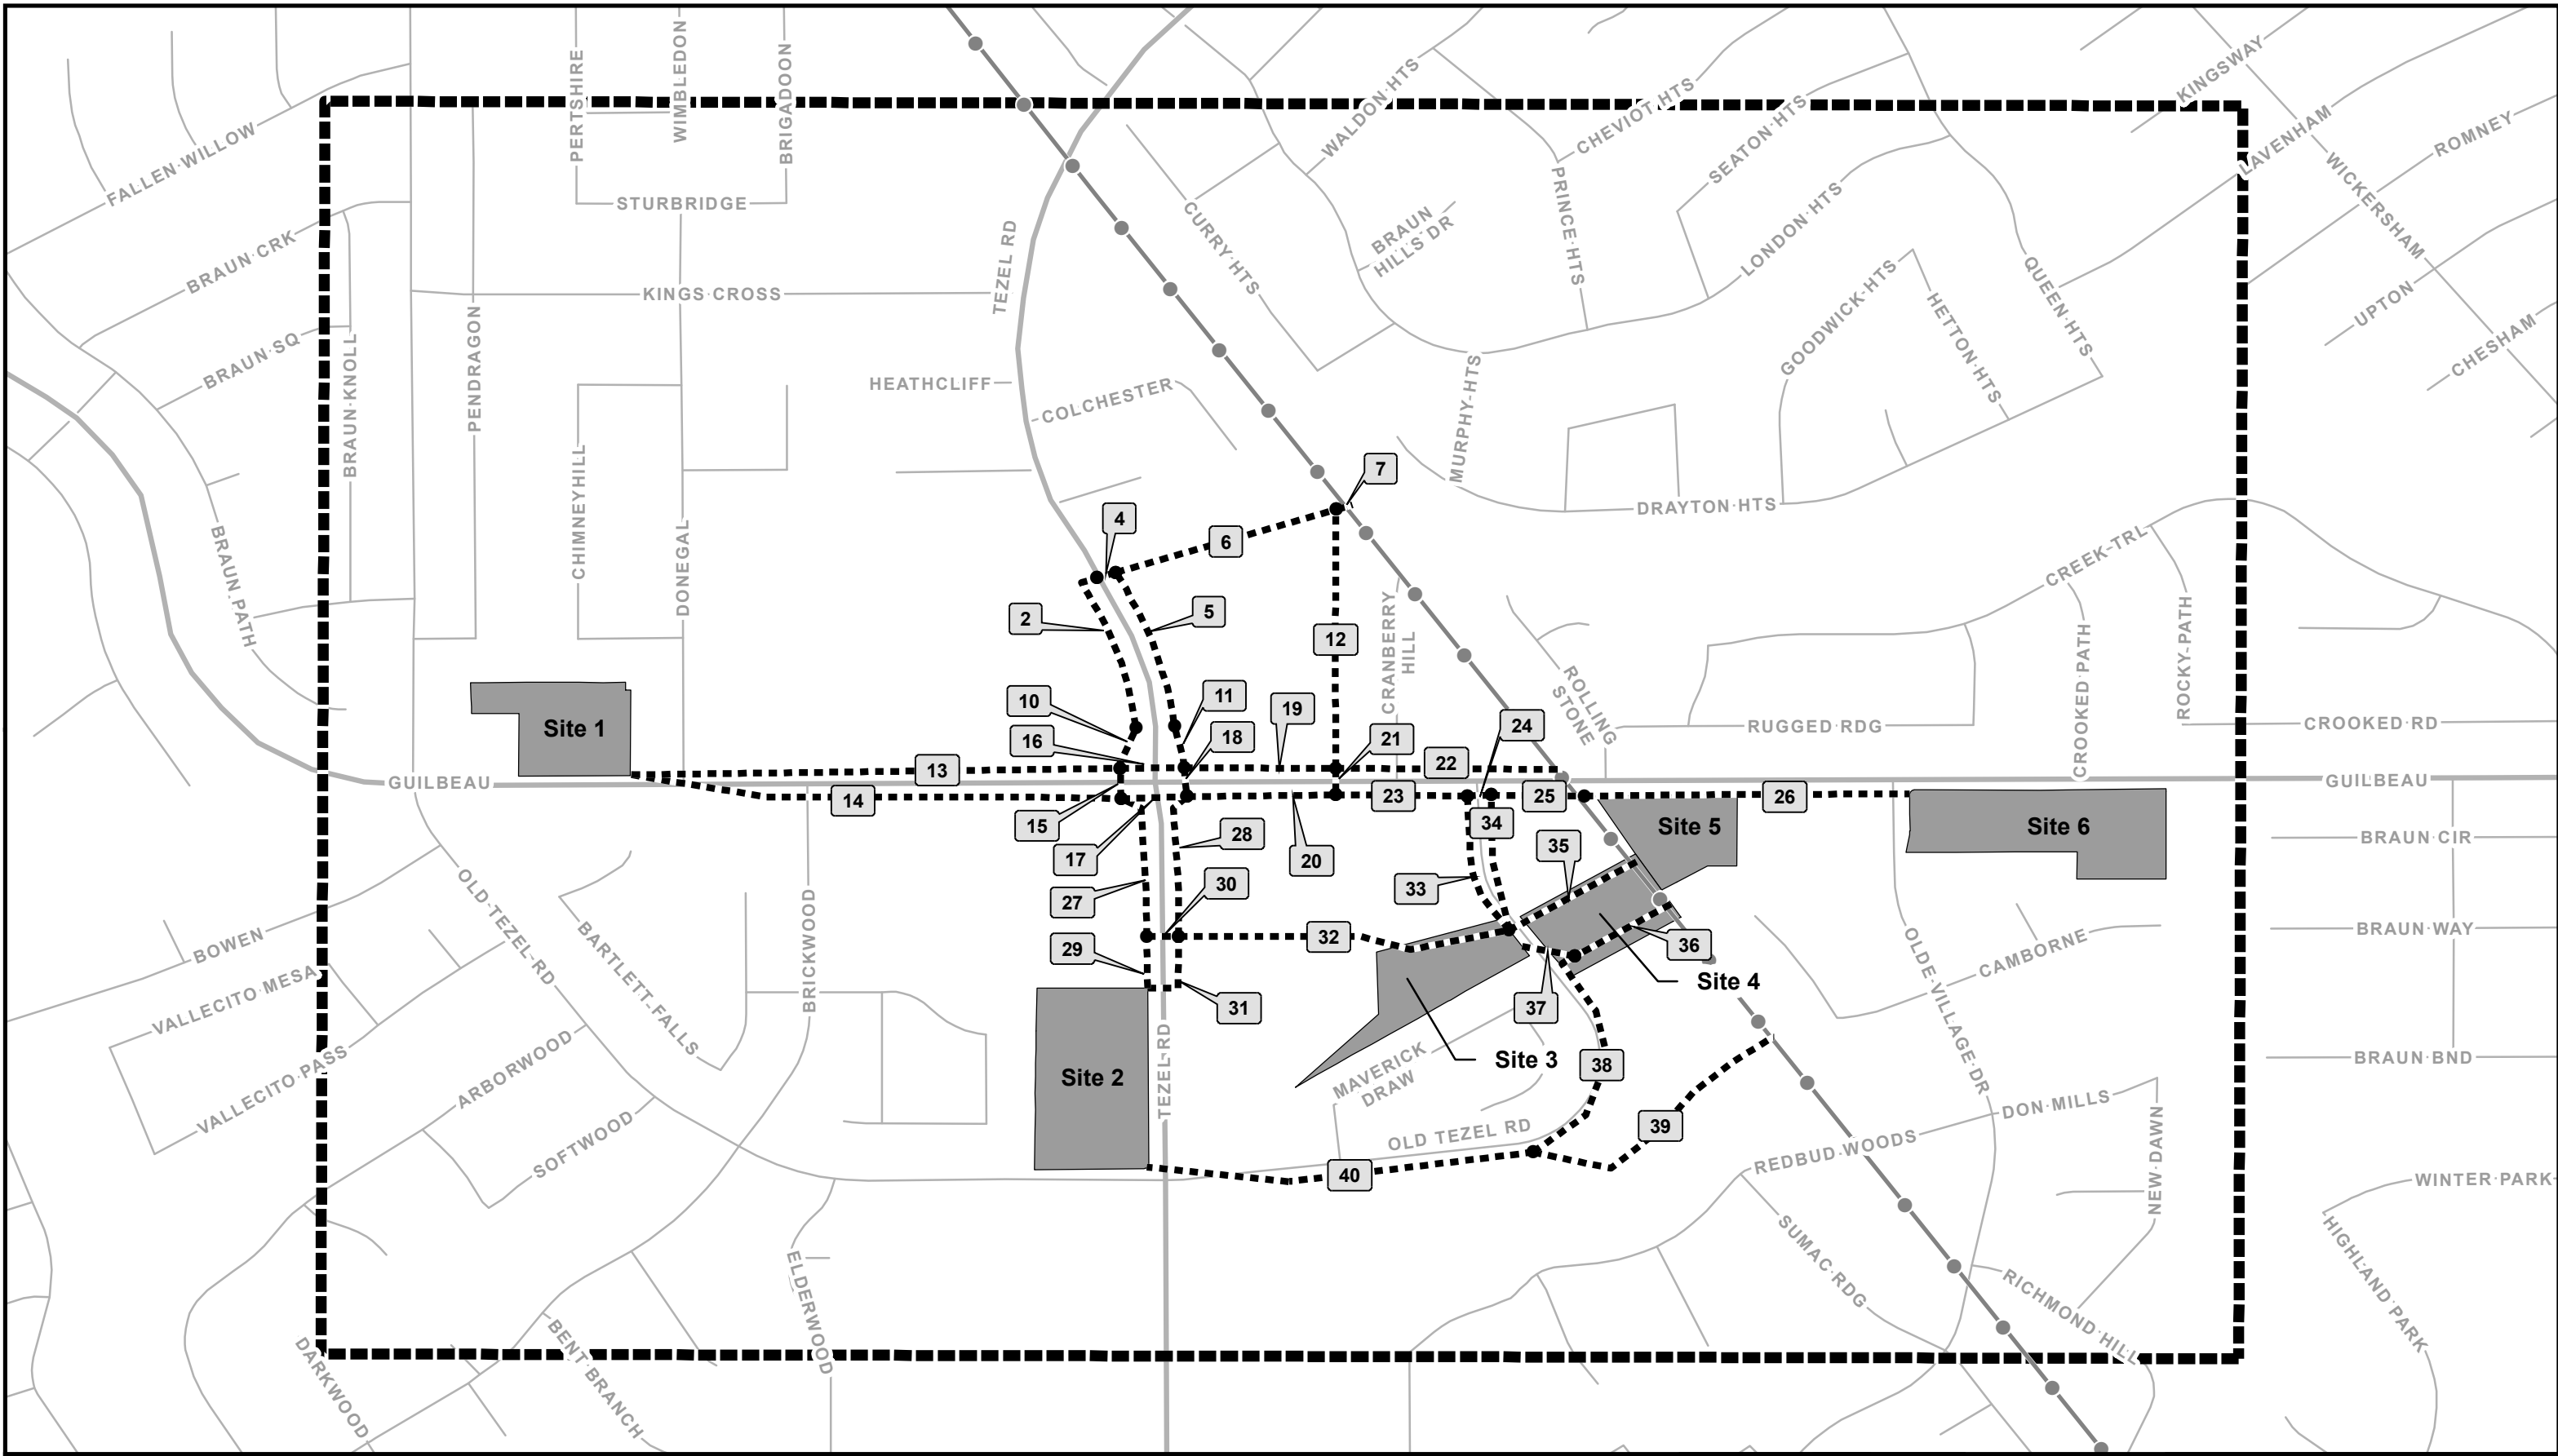 KINGSWAY
PERTSHIRE
WIMBLEDON
BRIGADOON
WALDON HTS
CHEVIOT HTS
SEATON HTS
LAVENHAM
ROMNEY
FALLEN WILLOW
WICKERSHAM
STURBRIDGE
BRAUN CRK
TEZEL RD
CURRY HTS
BRAUN
HILLS DR
PRINCE HTS
LONDON HTS
QUEEN HTS
KINGS CROSS
GOODWICK HTS
HETTON HTS
UPTON
CHESHAM
BRAUN SQ
BRAUN KNOLL
PENDRAGON
HEATHCLIFF
COLCHESTER
MURPHY HTS
DRAYTON HTS
7
4
6
CHIMNEYHILL
DONEGAL
BRAUN PATH
CREEK TRL
2
5
12
CRANBERRY
HILL
ROLLING
STONE
CROOKED PATH
ROCKY PATH
10
11
19
24
Site 1
16
18
21
22
RUGGED RDG
CROOKED RD
13
GUILBEAU
14
23
25
26
GUILBEAU
15
17
28
20
34
35
Site 5
Site 6
BRAUN CIR
27
30
33
OLD TEZEL RD
BARTLETT FALLS
BRICKWOOD
BOWEN
VALLECITO MESA
29
32
36
OLDE VILLAGE DR
CAMBORNE
BRAUN WAY
31
37
Site 4
Site 2
TEZEL RD
Site 3
38
MAVERICK
DRAW
BRAUN BND
VALLECITO PASS
ARBORWOOD
SOFTWOOD
OLD TEZEL RD
39
40
REDBUD WOODS
DON MILLS
NEW DAWN
WINTER PARK
SUMAC RDG
RICHMOND HILL
HIGHLAND PARK
ELDERWOOD
BENT BRANCH
DARKWOOD